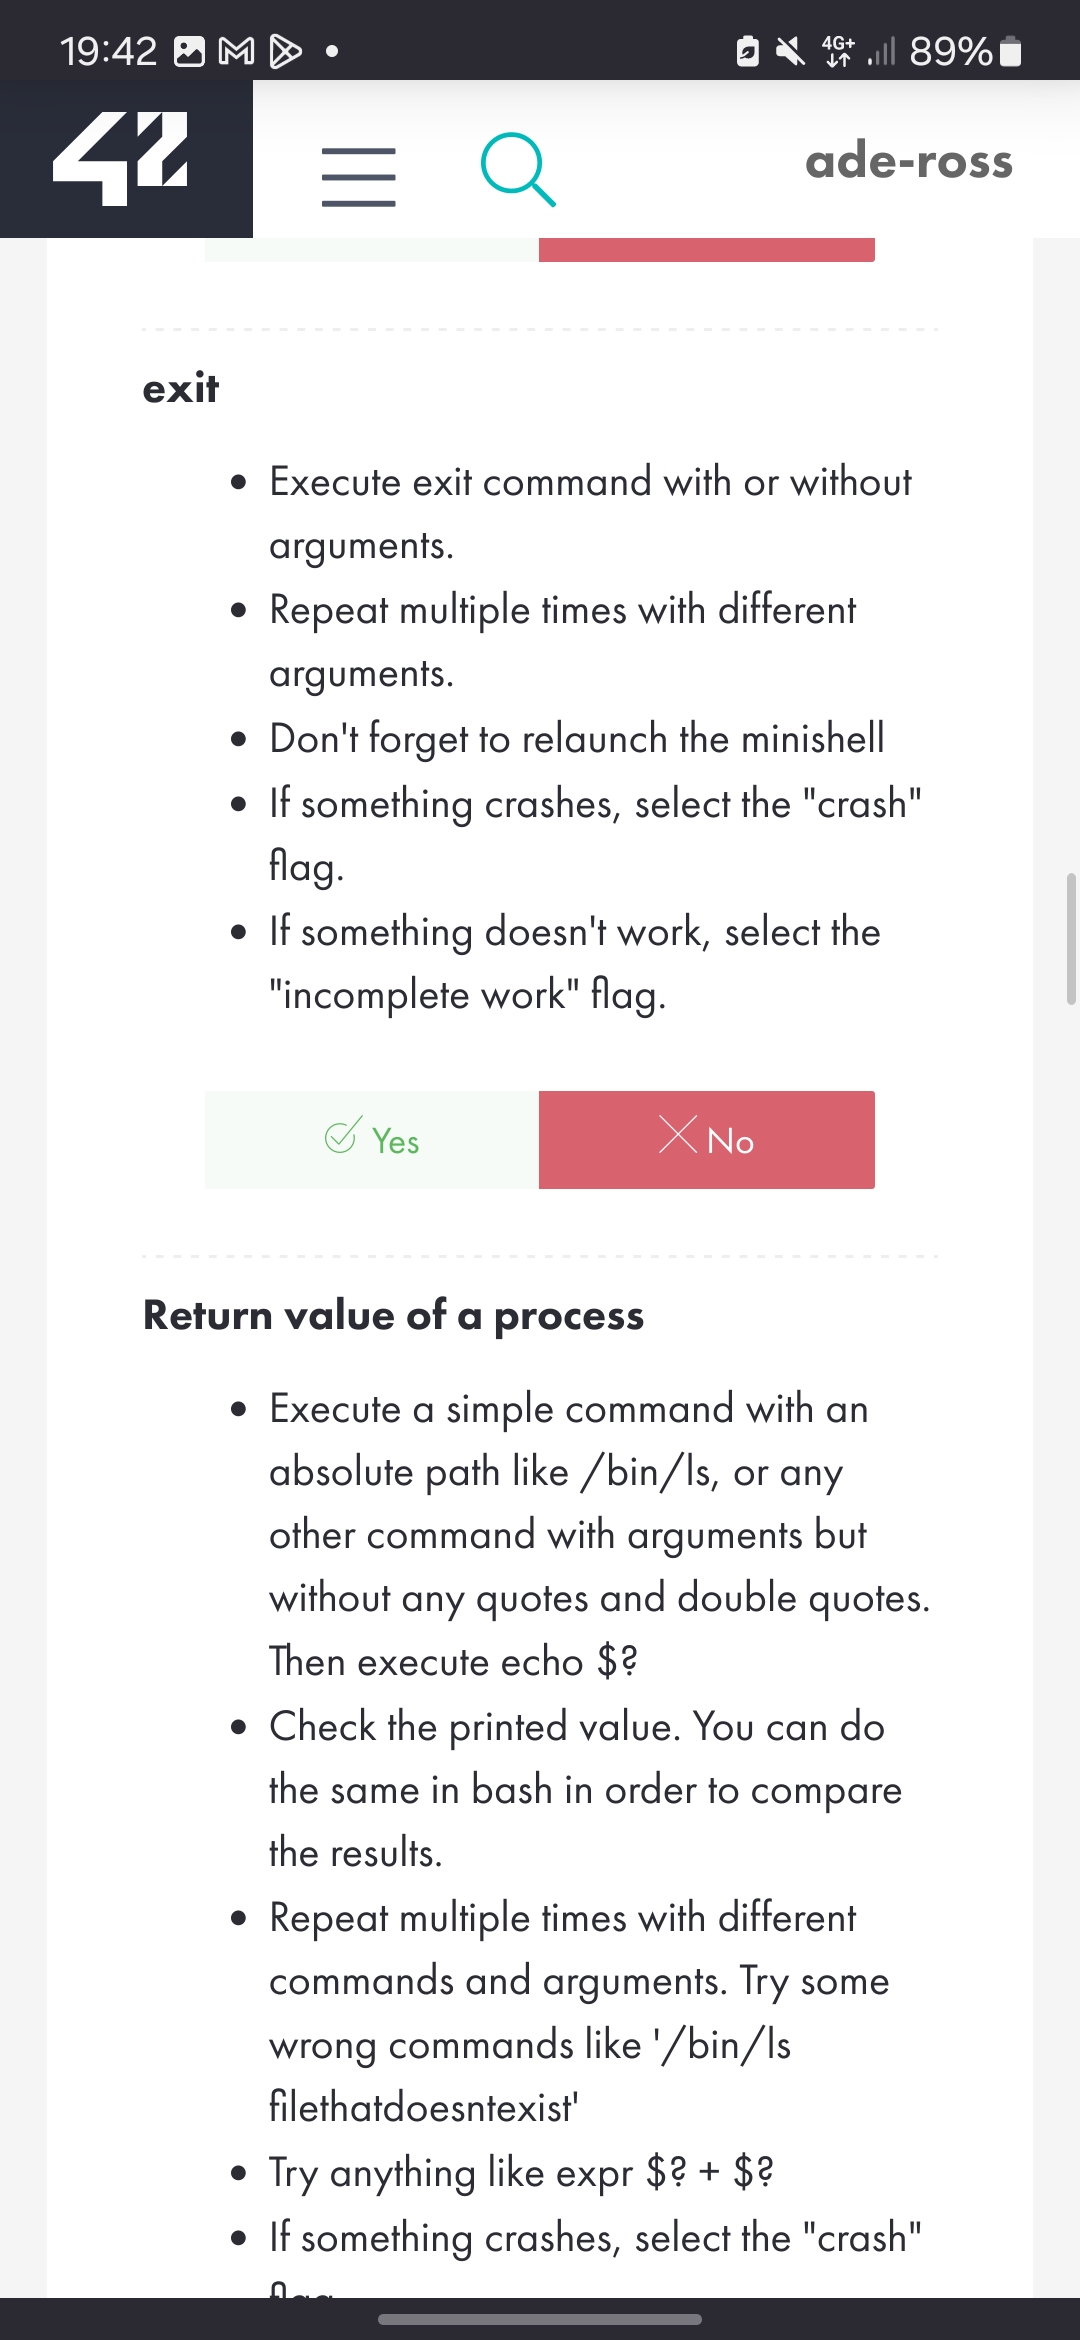 19:42
4G+ 89%
42
ade-ross
exit
Execute exit command with or without
arguments.
Repeat multiple times with different
arguments.
Don't forget to relaunch the minishell
If something crashes, select the "crash"
flag.
If something doesn't work, select the
"incomplete work" flag.
Yes
No
Return value of a process
Execute a simple command with an
absolute path like /bin/ls, or any
other command with arguments but
without any quotes and double quotes.
Then execute echo $?
Check the printed value. You can do
the same in bash in order to compare
the results.
Repeat multiple times with different
commands and arguments. Try some
wrong commands like '/bin/ls
filethatdoesntexist'
Try anything like expr $? + $?
If something crashes, select the "crash"